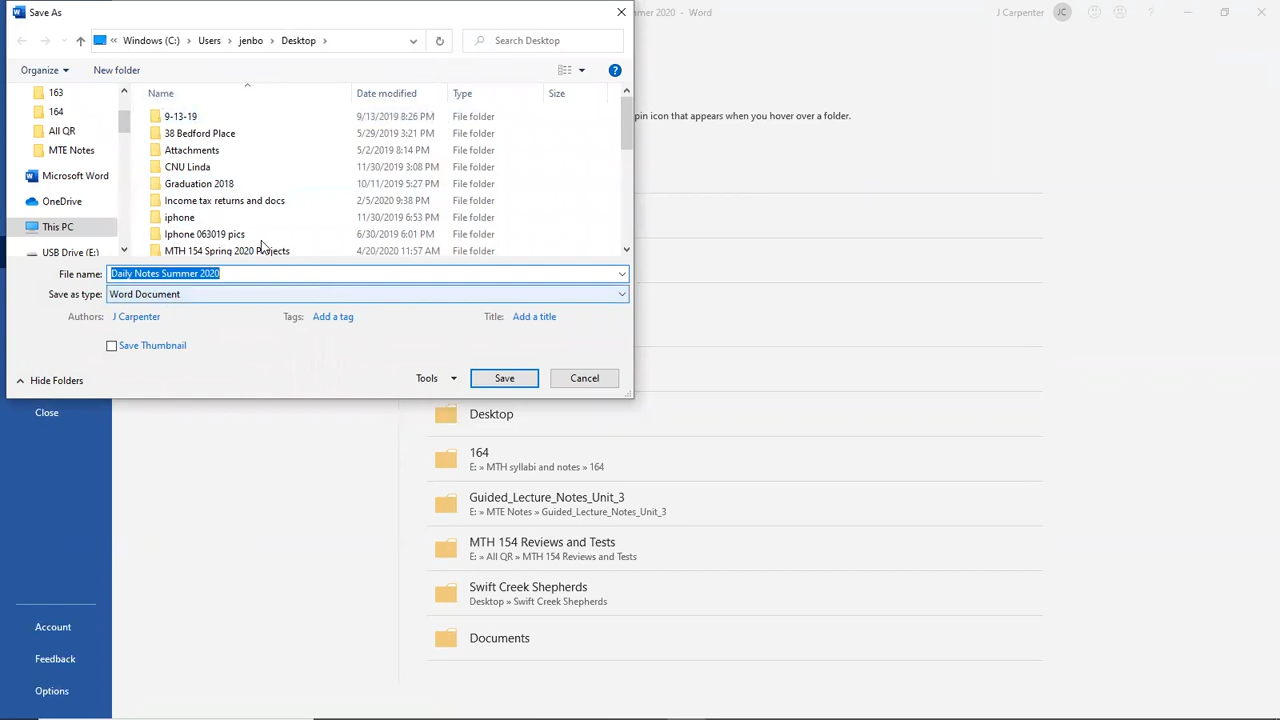 Save As
mer 2020 - Word
J Carpenter
JC
Windows (C:) Users jenbo Desktop
Search Desktop
Organize
New folder
?
163
164
All QR
MTE Notes
Microsoft Word
OneDrive
This PC
USB Drive (E:)
Name Date modified Type Size
9-13-19 9/13/2019 8:26 PM File folder
38 Bedford Place 5/29/2019 3:21 PM File folder
Attachments 5/2/2019 8:14 PM File folder
CNU Linda 11/30/2019 3:08 PM File folder
Graduation 2018 10/11/2019 5:27 PM File folder
Income tax returns and docs 2/5/2020 9:38 PM File folder
iphone 11/30/2019 6:53 PM File folder
Iphone 063019 pics 6/30/2019 6:01 PM File folder
MTH 154 Spring 2020 Projects 4/20/2020 11:57 AM File folder
File name: Daily Notes Summer 2020
Save as type: Word Document
Authors: J Carpenter Tags: Add a tag Title: Add a title
Save Thumbnail
Hide Folders
Tools
Save
Cancel
pin icon that appears when you hover over a folder.
Close
Account
Feedback
Options
Desktop
164
E: » MTH syllabi and notes » 164
Guided_Lecture_Notes_Unit_3
E: » MTE Notes » Guided_Lecture_Notes_Unit_3
MTH 154 Reviews and Tests
E: » All QR » MTH 154 Reviews and Tests
Swift Creek Shepherds
Desktop » Swift Creek Shepherds
Documents